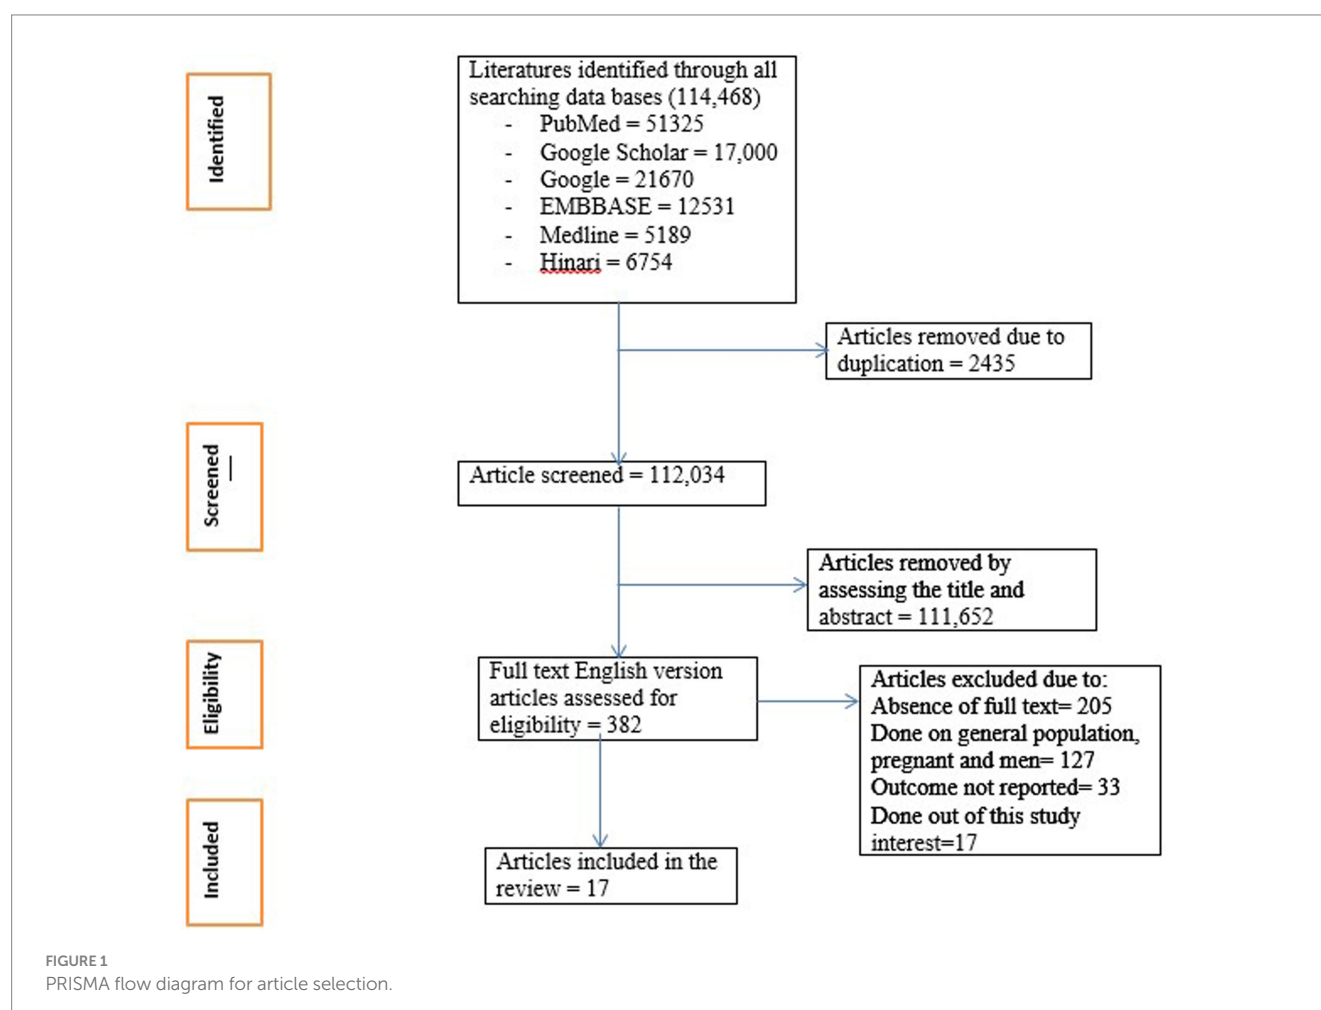 Identified
Literatures identified through all
searching data bases (114,468)
- PubMed = 51325
- Google Scholar = 17,000
- Google = 21670
- EMBBASE = 12531
- Medline = 5189
- Hinari = 6754
Articles removed due to
duplication = 2435
Screened
Article screened = 112,034
Articles removed by
assessing the title and
abstract = 111,652
Eligibility
Full text English version
articles assessed for
eligibility = 382
Articles excluded due to:
Absence of full text= 205
Done on general population,
pregnant and men= 127
Outcome not reported= 33
Done out of this study
interest=17
Included
Articles included in the
review = 17
FIGURE 1
PRISMA flow diagram for article selection.